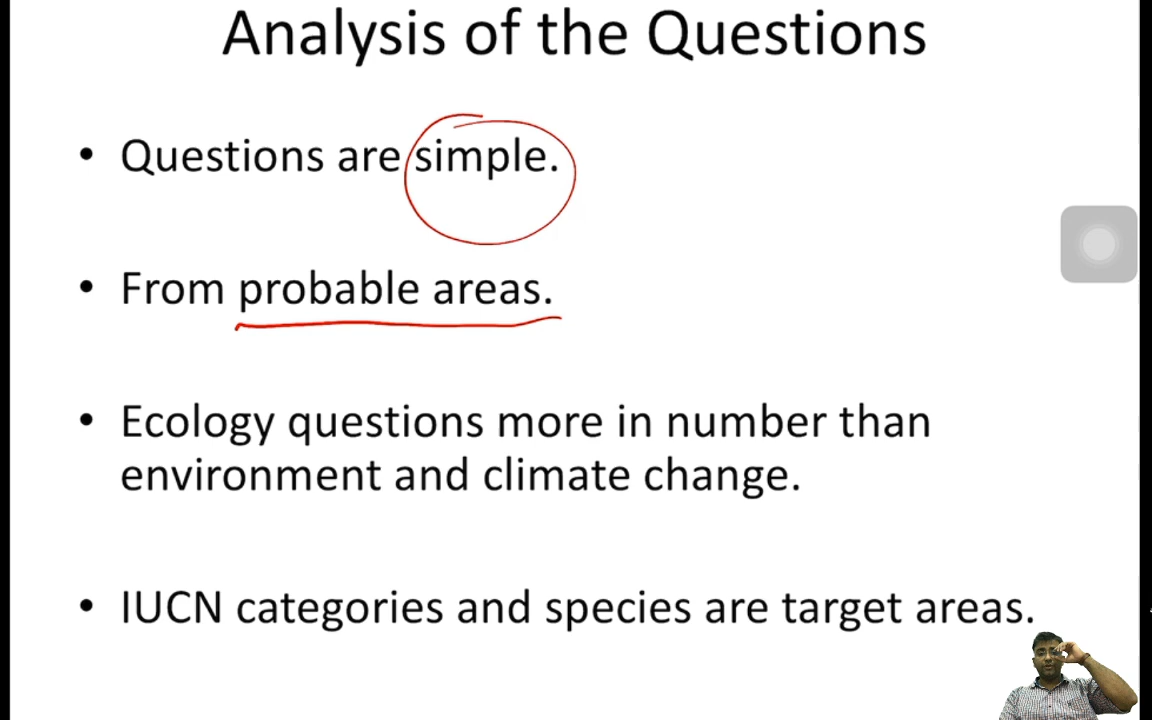 Analysis of the Questions
• Questions are simple.
• From probable areas.
• Ecology questions more in number than
environment and climate change.
• IUCN categories and species are target areas.